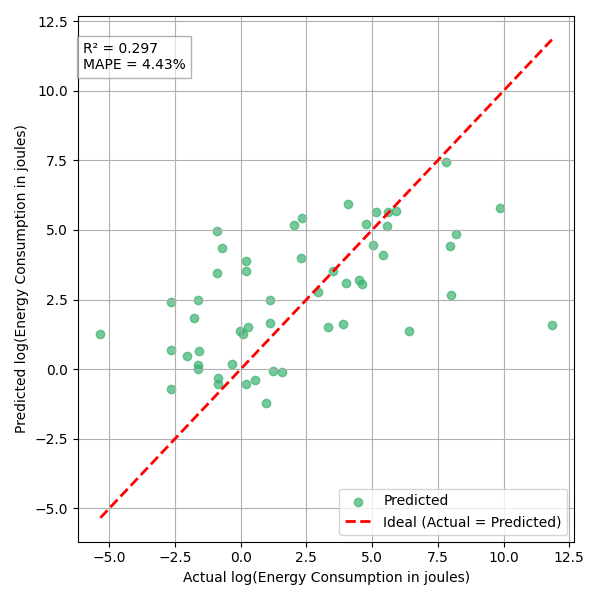 12.5
10.0
7.5
5.0
2.5
0.0
−2.5
−5.0
Predicted log(Energy Consumption in joules)
R² = 0.297
MAPE = 4.43%
Predicted
Ideal (Actual = Predicted)
−5.0 −2.5 0.0 2.5 5.0 7.5 10.0 12.5
Actual log(Energy Consumption in joules)